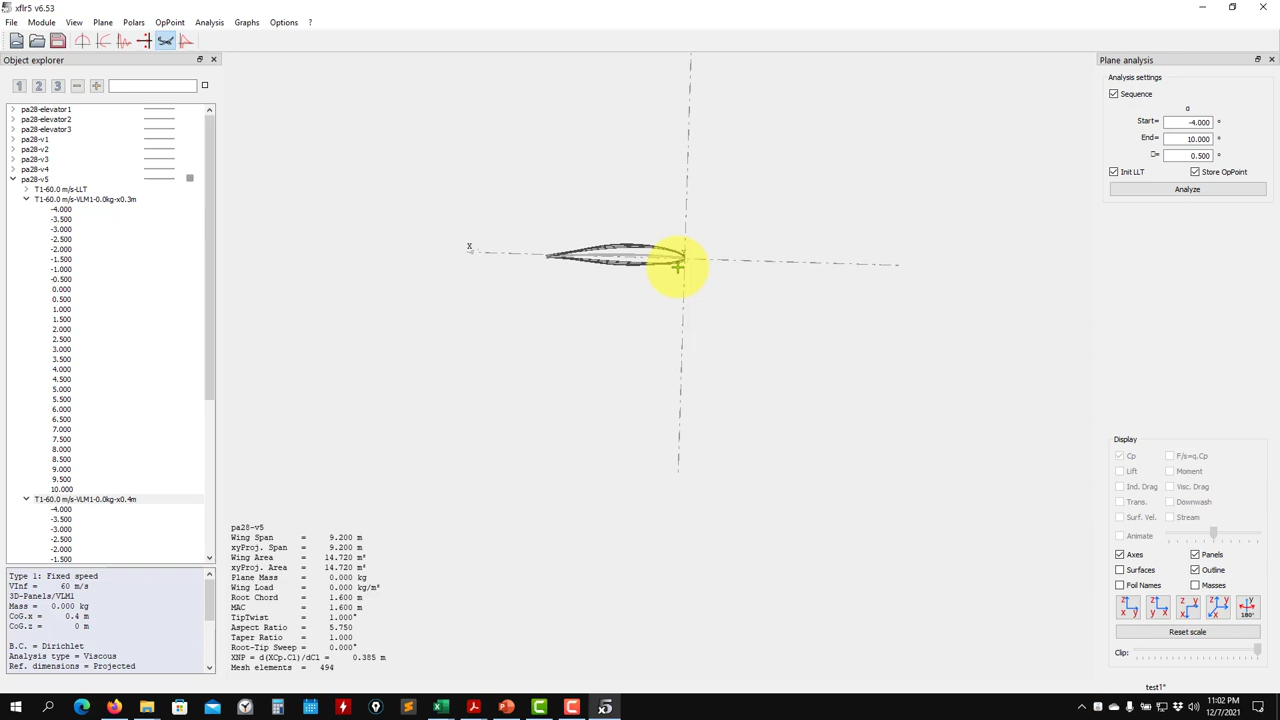 xflr5 v6.53
File Module View Plane Polars OpPoint Analysis Graphs Options ?
Object explorer
1 2 3
pa28-elevator1
pa28-elevator2
pa28-elevator3
pa28-v1
pa28-v2
pa28-v3
pa28-v4
pa28-v5
T1-60.0 m/s-LLT
T1-60.0 m/s-VLM1-0.0kg-x0.3m
-4.000
-3.500
-3.000
-2.500
-2.000
-1.500
-1.000
-0.500
0.000
0.500
1.000
1.500
2.000
2.500
3.000
3.500
4.000
4.500
5.000
5.500
6.000
6.500
7.000
7.500
8.000
8.500
9.000
9.500
10.000
T1-60.0 m/s-VLM1-0.0kg-x0.4m
-4.000
-3.500
-3.000
-2.500
-2.000
-1.500
Type 1: Fixed speed
VInf = 60 m/s
3D-Panels/VLM1
Mass = 0.000 kg
CoG.x = 0.4 m
CoG.z = 0 m
B.C. = Dirichlet
Analysis type = Viscous
Ref. dimensions = Projected
X
pa28-v5
Wing Span = 9.200 m
xyProj. Span = 9.200 m
Wing Area = 14.720 m²
xyProj. Area = 14.720 m²
Plane Mass = 0.000 kg
Wing Load = 0.000 kg/m²
Root Chord = 1.600 m
MAC = 1.600 m
TipTwist = 1.000°
Aspect Ratio = 5.750
Taper Ratio = 1.000
Root-Tip Sweep = 0.000°
XNP = d(XCp.Cl)/dCl = 0.385 m
Mesh elements = 494
Plane analysis
Analysis settings
Sequence
α
Start= -4.000 °
End= 10.000 °
□= 0.500 °
Init LLT Store OpPoint
Analyze
Display
Cp F/s=q.Cp
Lift Moment
Ind. Drag Visc. Drag
Trans. Downwash
Surf. Vel. Stream
Animate
Axes Panels
Surfaces Outline
Foil Names Masses
z x z y z y x y 180°
Reset scale
Clip:
test1*
11:02 PM
12/7/2021